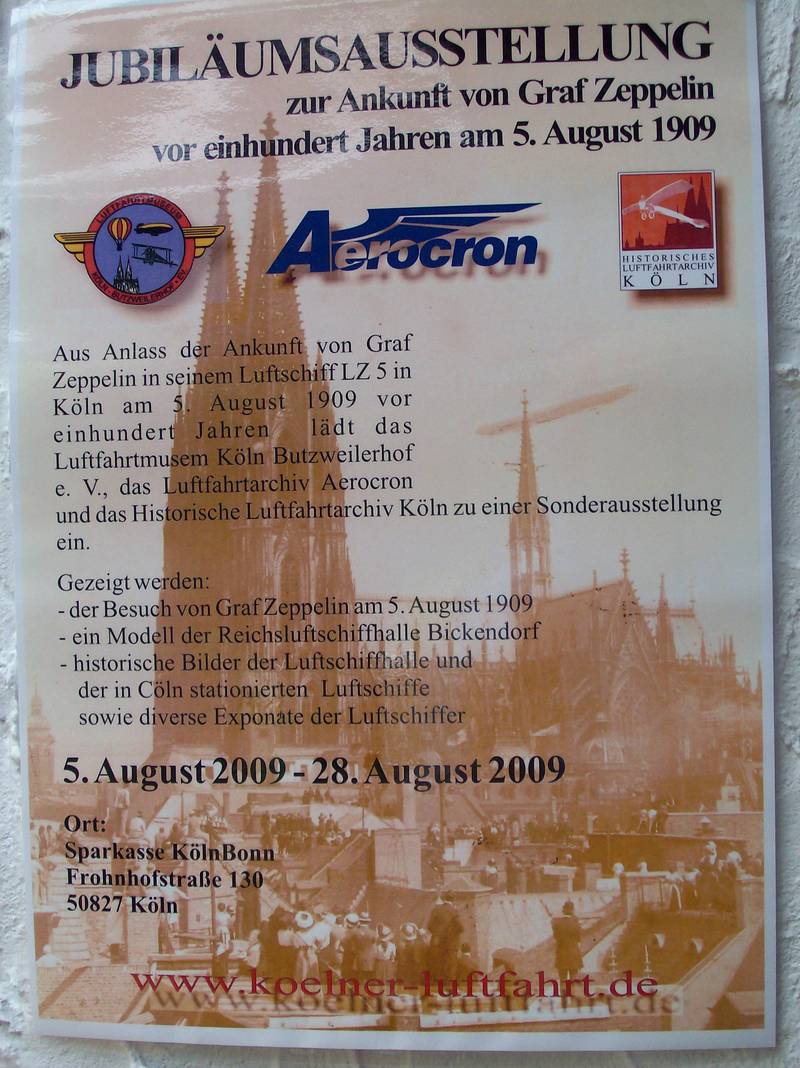 JUBILÄUMSAUSSTELLUNG
zur Ankunft von Graf Zeppelin
vor einhundert Jahren am 5. August 1909
LUFTFAHRTMUSEUM
KÖLN - BUTZWEILERHOF e.V.
Aerocron
HISTORISCHES
LUFTFAHRTARCHIV
KÖLN
Aus Anlass der Ankunft von Graf
Zeppelin in seinem Luftschiff LZ 5 in
Köln am 5. August 1909 vor
einhundert Jahren lädt das
Luftfahrtmusem Köln Butzweilerhof
e. V., das Luftfahrtarchiv Aerocron
und das Historische Luftfahrtarchiv Köln zu einer Sonderausstellung
ein.
Gezeigt werden:
- der Besuch von Graf Zeppelin am 5. August 1909
- ein Modell der Reichsluftschiffhalle Bickendorf
- historische Bilder der Luftschiffhalle und
der in Cöln stationierten Luftschiffe
sowie diverse Exponate der Luftschiffer
5. August 2009 - 28. August 2009
Ort:
Sparkasse KölnBonn
Frohnhofstraße 130
50827 Köln
www.koelner-luftfahrt.de